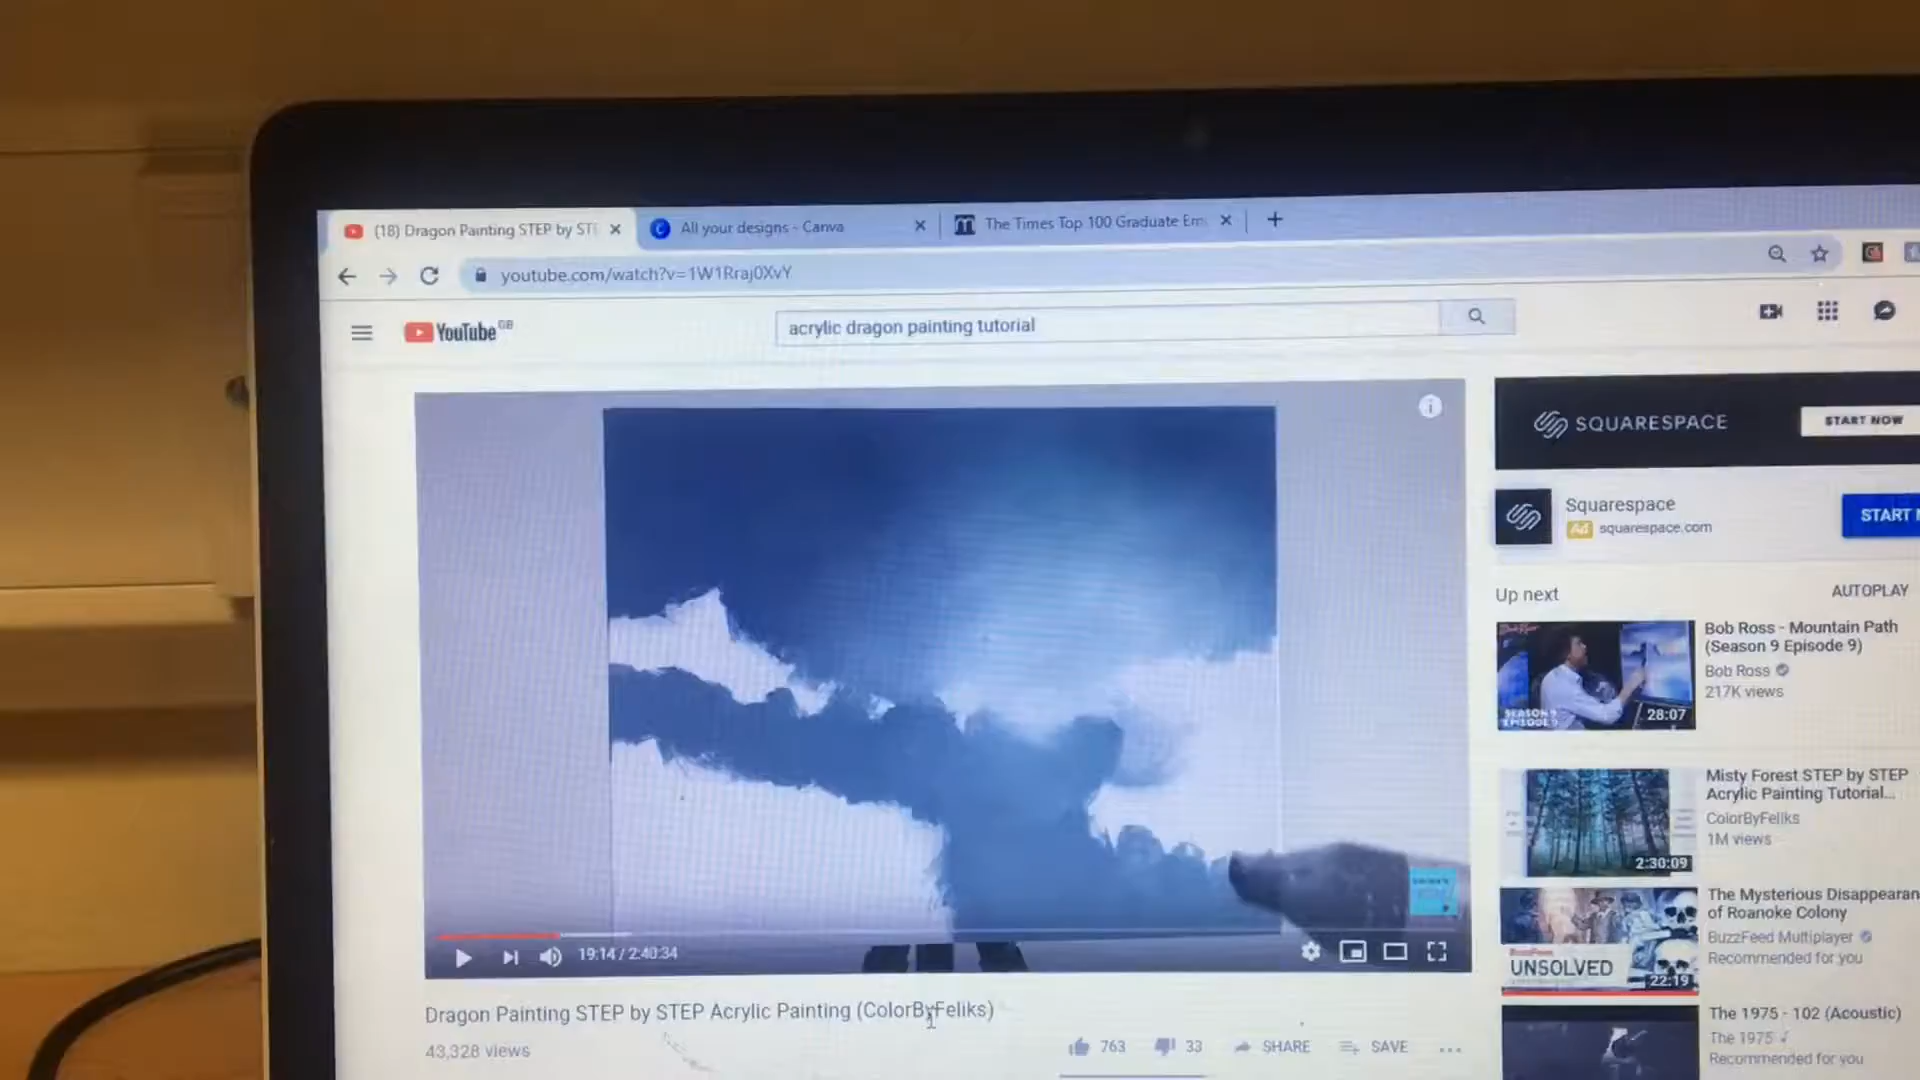 (18) Dragon Painting STEP by STE
All your designs - Canva
The Times Top 100 Graduate Em
youtube.com/watch?v=1W1Rraj0XvY
YouTube GB
acrylic dragon painting tutorial
SQUARESPACE
START NOW
Squarespace
Ad squarespace.com
START N
Up next
AUTOPLAY
Bob Ross - Mountain Path
(Season 9 Episode 9)
Bob Ross
217K views
SEASON 9
EPISODE 9
28:07
Misty Forest STEP by STEP
Acrylic Painting Tutorial...
ColorByFeliks
1M views
2:30:09
The Mysterious Disappearan
of Roanoke Colony
BuzzFeed Multiplayer
Recommended for you
UNSOLVED
22:19
The 1975 - 102 (Acoustic)
The 1975
Recommended for you
19:14 / 2:40:34
Dragon Painting STEP by STEP Acrylic Painting (ColorByFeliks)
43,328 views
763
33
SHARE
SAVE